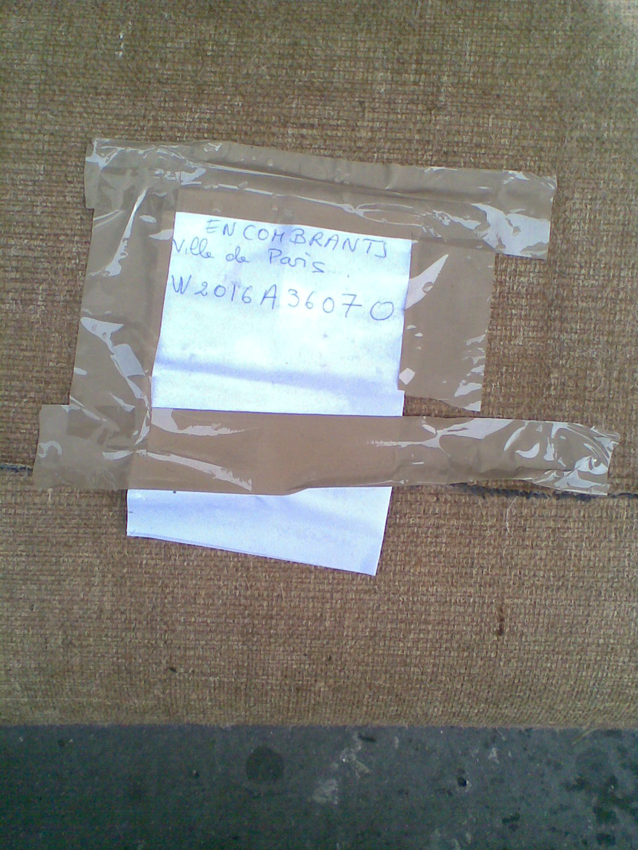 ENCOMBRANTS
Ville de Paris
W2016A36070